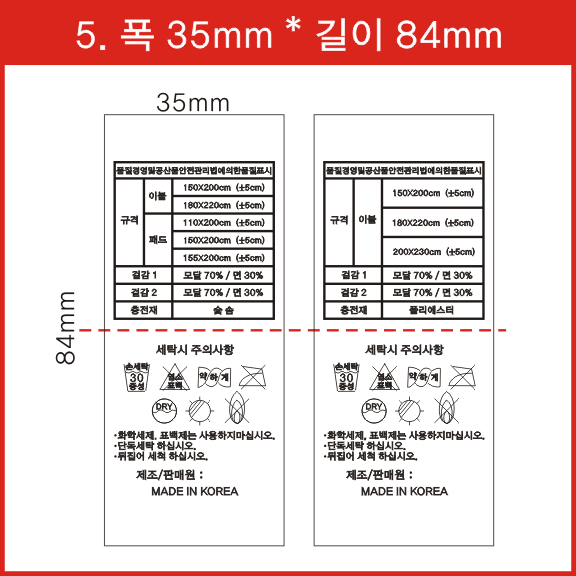 5. 폭 35mm * 길이 84mm
35mm
84mm
품질경영및공산품안전관리법에의한품질표시
규격
이불
150X200cm (±5cm)
180X220cm (±5cm)
패드
110X200cm (±5cm)
150X200cm (±5cm)
155X200cm (±5cm)
겉감 1 모달 70% / 면 30%
겉감 2 모달 70% / 면 30%
충전재 숯 솜
세탁시 주의사항
손세탁
30
중성
염소
표백
약 하 게
DRY
·화학세제, 표백제는 사용하지마십시오.
·단독세탁 하십시오.
·뒤집어 세척 하십시오.
제조/판매원 :
MADE IN KOREA
품질경영및공산품안전관리법에의한품질표시
규격
이불
150X200cm (±5cm)
180X220cm (±5cm)
200X230cm (±5cm)
겉감 1 모달 70% / 면 30%
겉감 2 모달 70% / 면 30%
충전재 폴리에스터
세탁시 주의사항
손세탁
30
중성
염소
표백
약 하 게
DRY
·화학세제, 표백제는 사용하지마십시오.
·단독세탁 하십시오.
·뒤집어 세척 하십시오.
제조/판매원 :
MADE IN KOREA